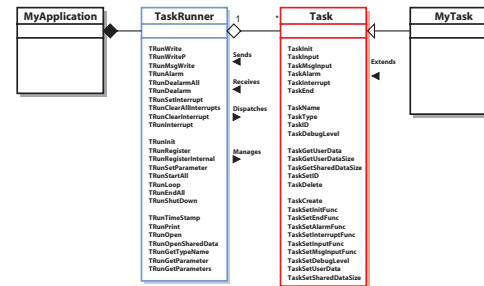 MyApplication
TaskRunner
1
*
Task
MyTask
TRunWrite
TRunWriteP
TRunMsgWrite
TRunAlarm
TRunDealarmAll
TRunDealarm
TRunSetInterrupt
TRunClearAllInterrupts
TRunClearInterrupt
TRunInterrupt
TRunInit
TRunRegister
TRunRegisterInternal
TRunSetParameter
TRunStartAll
TRunLoop
TRunEndAll
TRunShutDown
TRunTimeStamp
TRunPrint
TRunOpen
TRunOpenSharedData
TRunGetTypeName
TRunGetParameter
TRunGetParameters
Sends
Receives
Dispatches
Manages
TaskInit
TaskInput
TaskMsgInput
TaskAlarm
TaskInterrupt
TaskEnd
TaskName
TaskType
TaskID
TaskDebugLevel
TaskGetUserData
TaskGetUserDataSize
TaskGetSharedDataSize
TaskSetID
TaskDelete
TaskCreate
TaskSetInitFunc
TaskSetEndFunc
TaskSetAlarmFunc
TaskSetInterruptFunc
TaskSetInputFunc
TaskSetMsgInputFunc
TaskSetDebugLevel
TaskSetUserData
TaskSetSharedDataSize
Extends